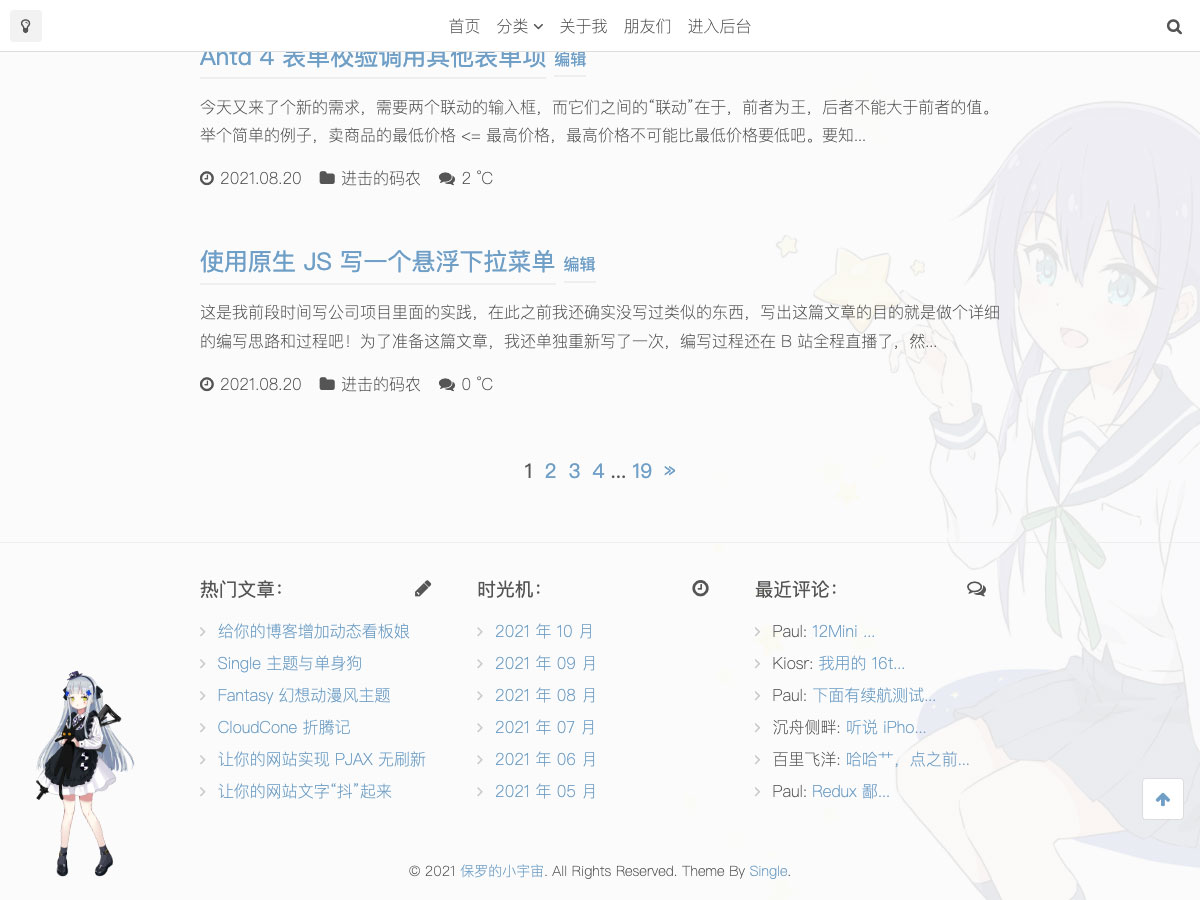 首页 分类 关于我 朋友们 进入后台
Antd 4 表单校验调用其他表单项 编辑
今天又来了个新的需求，需要两个联动的输入框，而它们之间的“联动”在于，前者为王，后者不能大于前者的值。
举个简单的例子，卖商品的最低价格 <= 最高价格，最高价格不可能比最低价格要低吧。要知...
2021.08.20 进击的码农 2 ℃
使用原生 JS 写一个悬浮下拉菜单 编辑
这是我前段时间写公司项目里面的实践，在此之前我还确实没写过类似的东西，写出这篇文章的目的就是做个详细
的编写思路和过程吧！为了准备这篇文章，我还单独重新写了一次，编写过程还在 B 站全程直播了，然...
2021.08.20 进击的码农 0 ℃
1 2 3 4 ... 19 »
热门文章：
给你的博客增加动态看板娘
Single 主题与单身狗
Fantasy 幻想动漫风主题
CloudCone 折腾记
让你的网站实现 PJAX 无刷新
让你的网站文字“抖”起来
时光机：
2021 年 10 月
2021 年 09 月
2021 年 08 月
2021 年 07 月
2021 年 06 月
2021 年 05 月
最近评论：
Paul: 12Mini ...
Kiosr: 我用的 16t...
Paul: 下面有续航测试...
沉舟侧畔: 听说 iPho...
百里飞洋: 哈哈艹，点之前...
Paul: Redux 鄙...
© 2021 保罗的小宇宙. All Rights Reserved. Theme By Single.